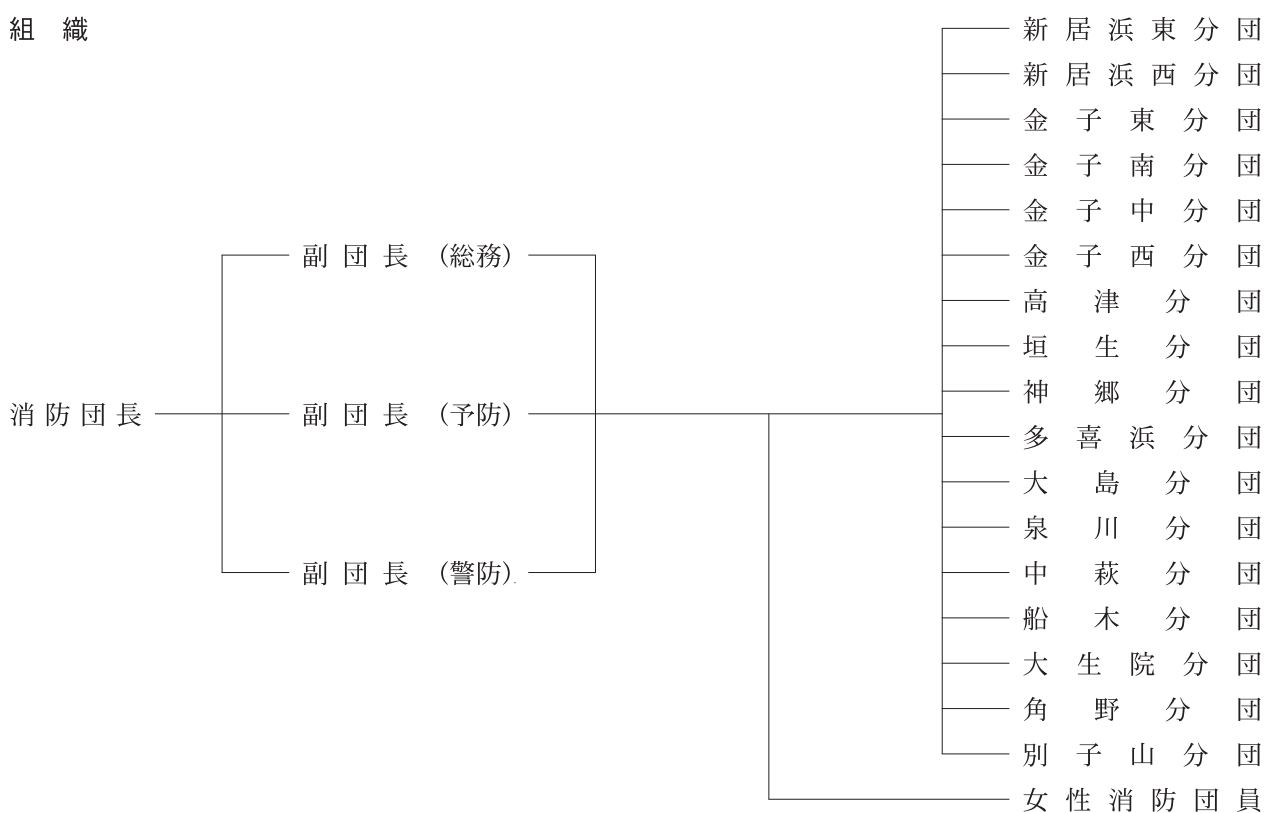 組織
消防団長
副団長（総務）
副団長（予防）
副団長（警防）
新居浜東分団
新居浜西分団
金子東分団
金子南分団
金子中分団
金子西分団
高津分団
垣生分団
神郷分団
多喜浜分団
大島分団
泉川分団
中萩分団
船木分団
大生院分団
角野分団
別子山分団
女性消防団員